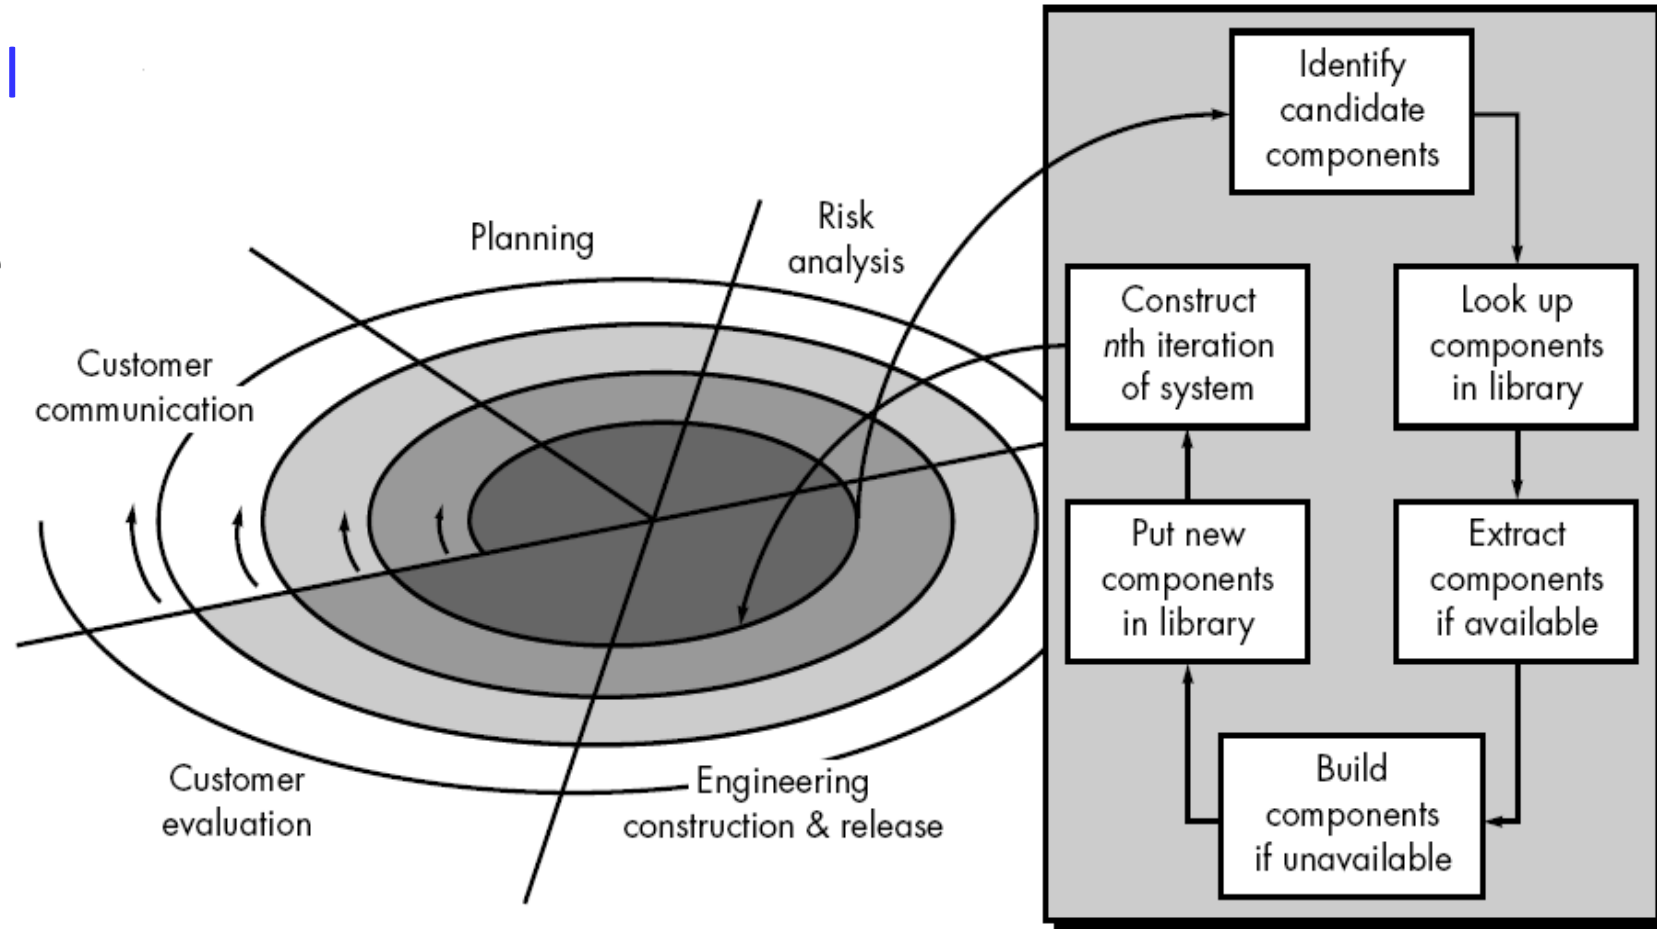 Planning
Risk
analysis
Customer
communication
Customer
evaluation
Engineering
construction & release
Identify
candidate
components
Look up
components
in library
Extract
components
if available
Build
components
if unavailable
Put new
components
in library
Construct
nth iteration
of system